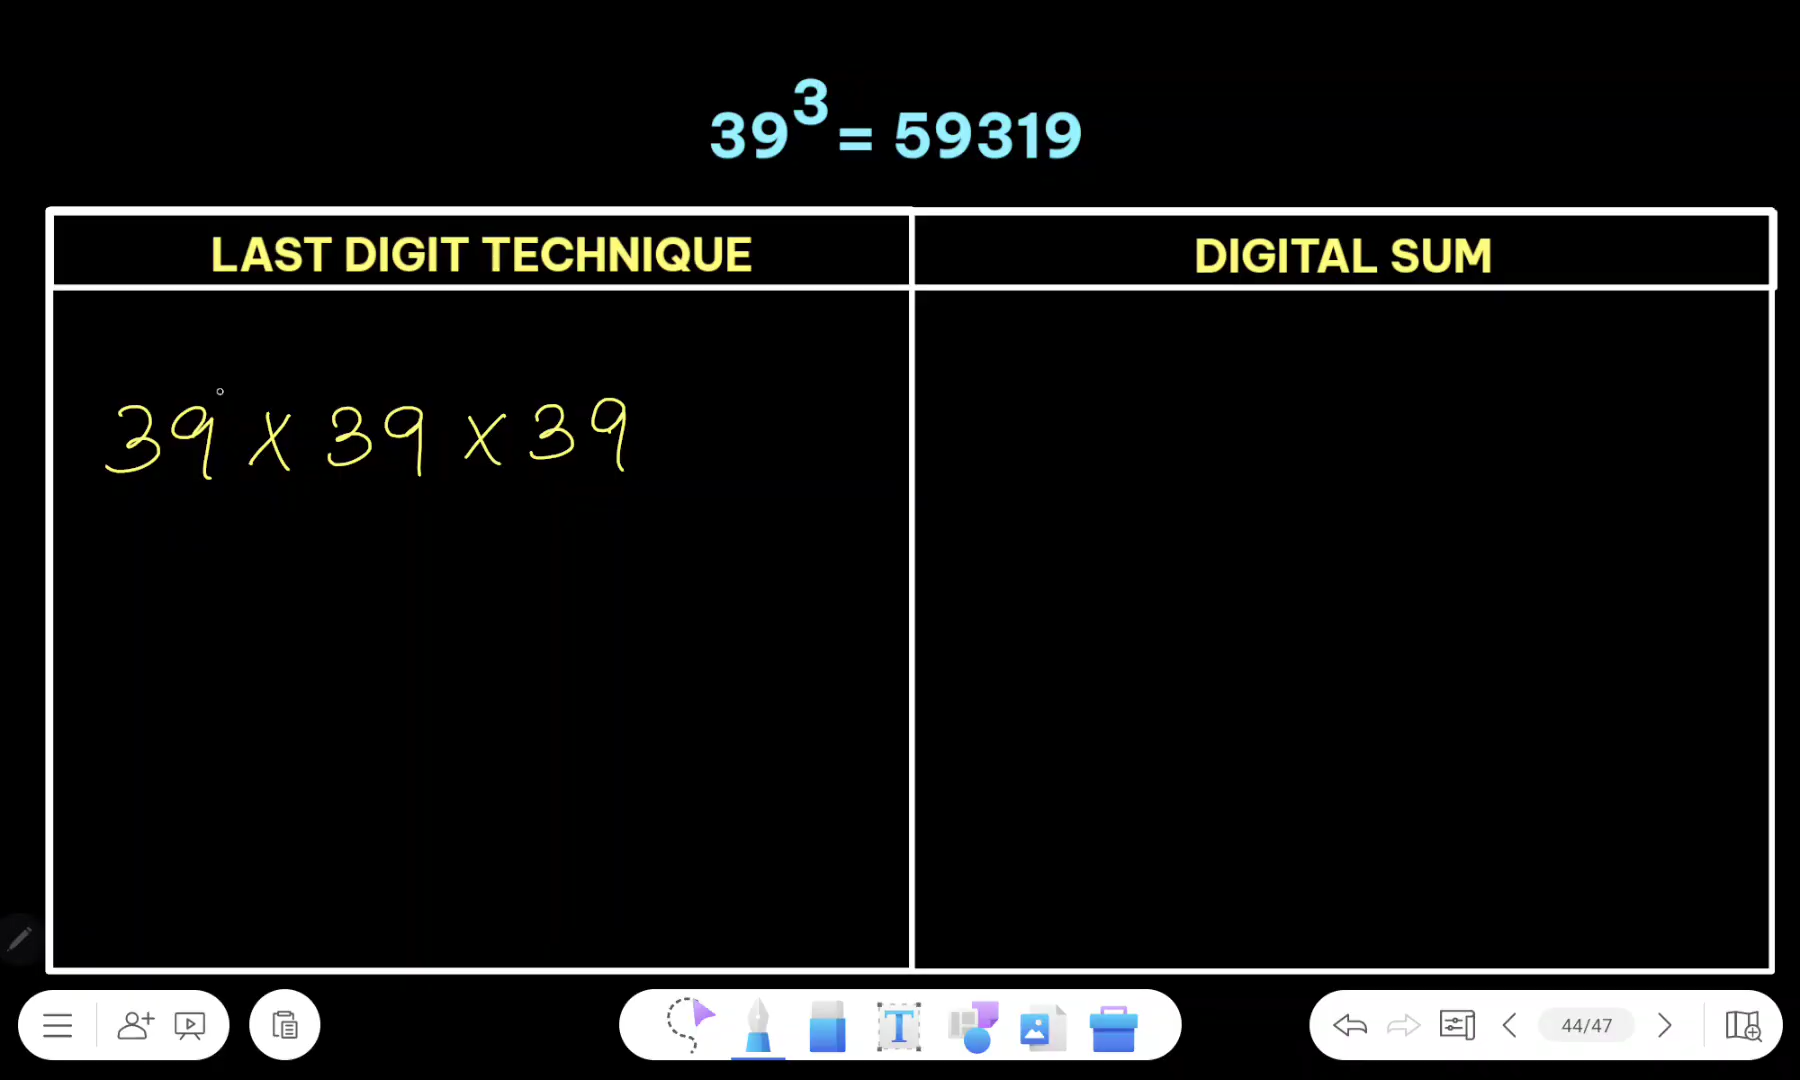 39³ = 59319
LAST DIGIT TECHNIQUE
DIGITAL SUM
39 x 39 x 39
T
44/47